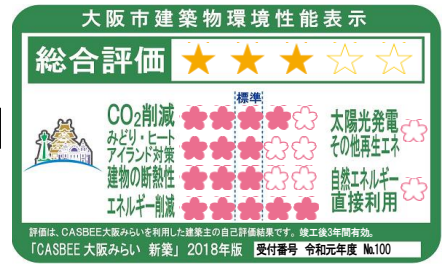 大阪市建築物環境性能表示
総合評価
標準
CO2削減
みどり・ヒート
アイランド対策
建物の断熱性
エネルギー削減
太陽光発電
その他再生エネ
自然エネルギー
直接利用
評価は、CASBEE大阪みらいを利用した建築主の自己評価結果です。竣工後3年間有効。
「CASBEE大阪みらい 新築」2018年版 受付番号 令和元年度 №100